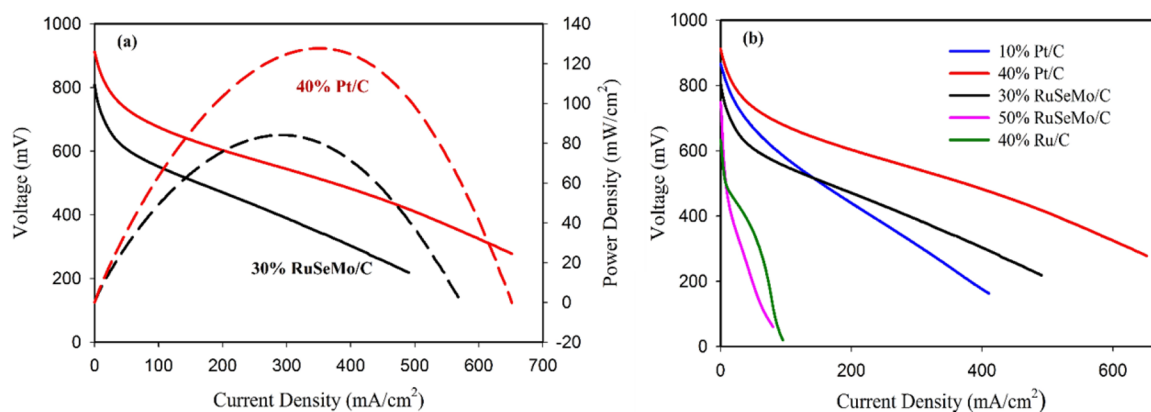 (a)
1000
800
600
400
200
0
Voltage (mV)
140
120
100
80
60
40
20
0
-20
Power Density (mW/cm²)
40% Pt/C
30% RuSeMo/C
0 100 200 300 400 500 600 700
Current Density (mA/cm²)
(b)
1000
800
600
400
200
0
Voltage (mV)
10% Pt/C
40% Pt/C
30% RuSeMo/C
50% RuSeMo/C
40% Ru/C
0 200 400 600
Current Density (mA/cm²)